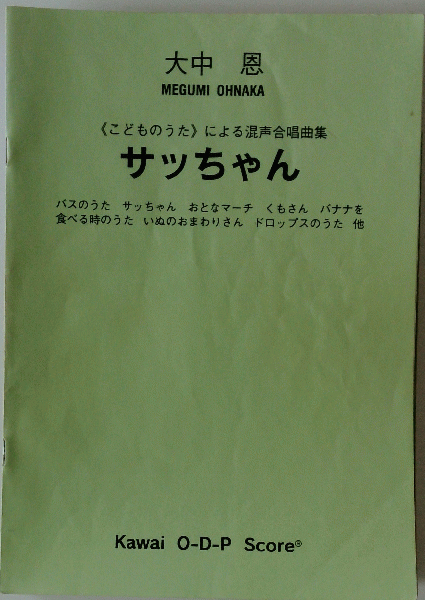 大中 恩
MEGUMI OHNAKA
《こどものうた》による混声合唱曲集
サッちゃん
バスのうた サッちゃん おとなマーチ くもさん バナナを
食べる時のうた いぬのおまわりさん ドロップスのうた 他
Kawai O-D-P Score®